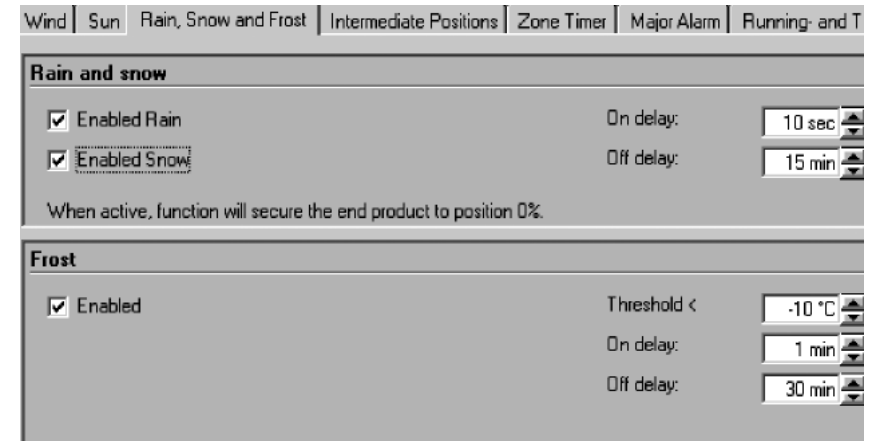 Wind Sun Rain, Snow and Frost Intermediate Positions Zone Timer Major Alarm Running- and T
Rain and snow
Enabled Rain On delay: 10 sec
Enabled Snow Off delay: 15 min
When active, function will secure the end product to position 0%.
Frost
Enabled Threshold < -10 °C
On delay: 1 min
Off delay: 30 min